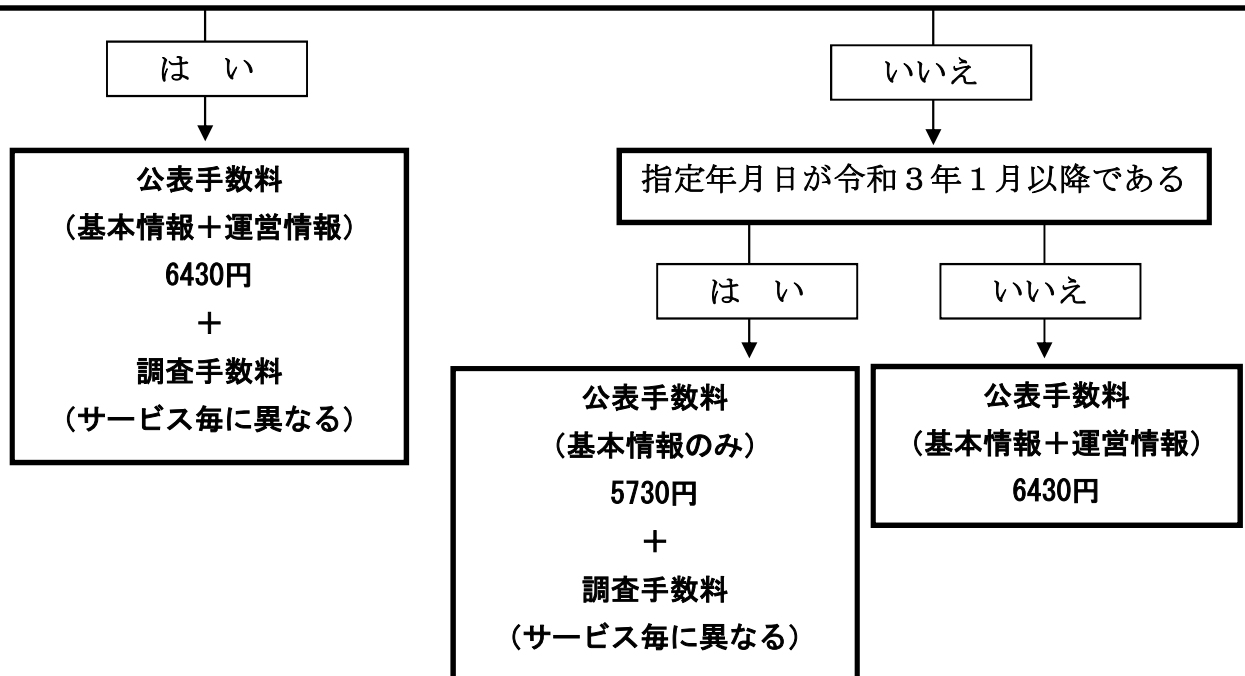 は　い
いいえ
公表手数料
（基本情報＋運営情報）
6430円
＋
調査手数料
（サービス毎に異なる）
指定年月日が令和３年１月以降である
は　い
いいえ
公表手数料
（基本情報のみ）
5730円
＋
調査手数料
（サービス毎に異なる）
公表手数料
（基本情報＋運営情報）
6430円